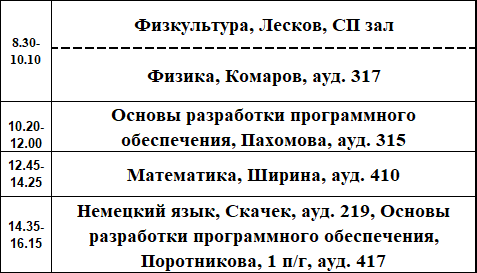 8.30-
10.10
Физкультура, Лесков, СП зал
Физика, Комаров, ауд. 317
10.20-
12.00
Основы разработки программного
обеспечения, Пахомова, ауд. 315
12.45-
14.25
Математика, Ширина, ауд. 410
14.35-
16.15
Немецкий язык, Скачек, ауд. 219, Основы
разработки программного обеспечения,
Поротникова, 1 п/г, ауд. 417